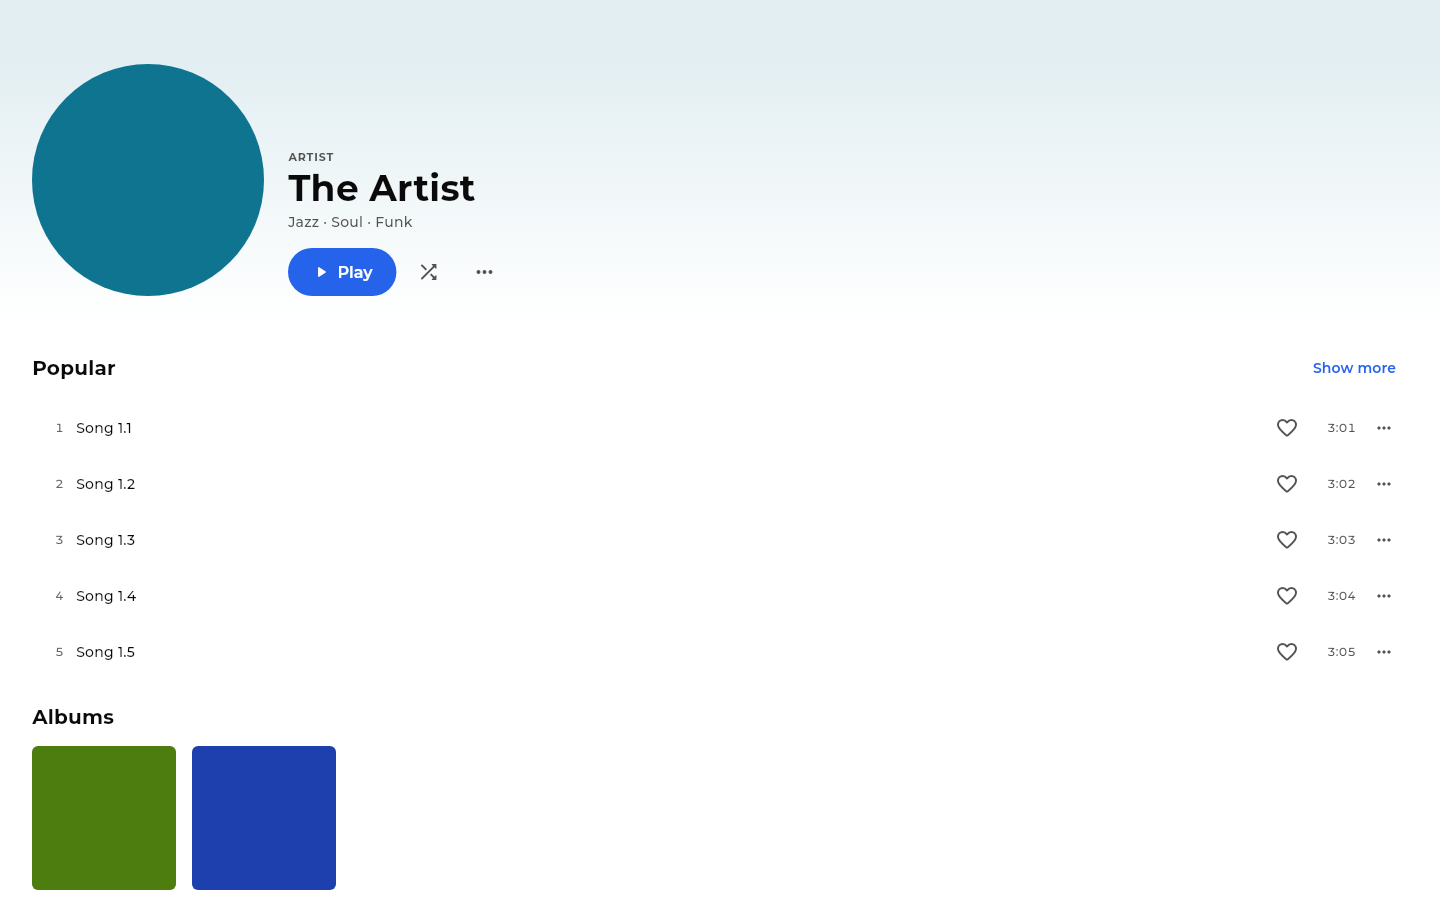 ARTIST
The Artist
Jazz · Soul · Funk
Play
Popular
Show more
1 Song 1.1 3:01
2 Song 1.2 3:02
3 Song 1.3 3:03
4 Song 1.4 3:04
5 Song 1.5 3:05
Albums